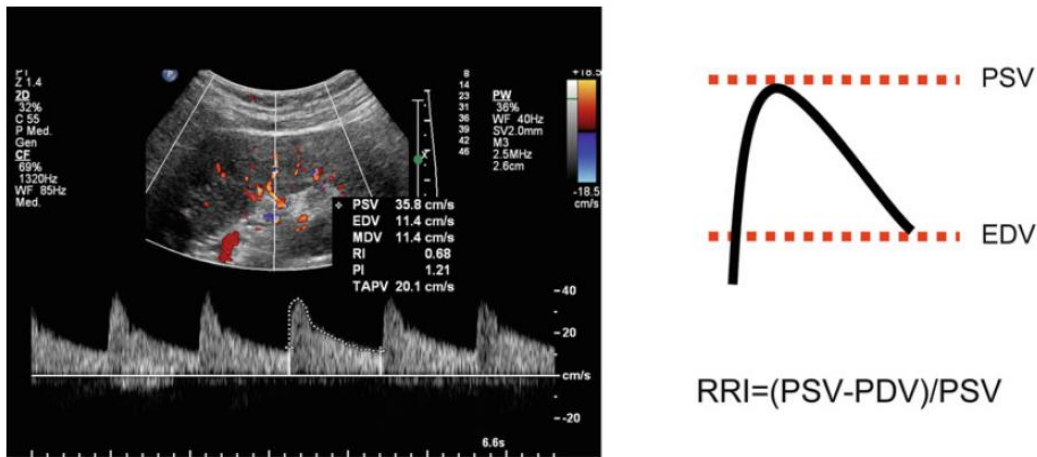 Z 1.4
2D
32%
C 55
P Med.
Gen
CF
69%
1320Hz
WF 85Hz
Med.
8
14
23
31
36
39
42
46
PW
36%
WF 40Hz
SV2.0mm
M3
2.5MHz
2.6cm
+18.5
-18.5
cm/s
PSV 35.8 cm/s
EDV 11.4 cm/s
MDV 11.4 cm/s
RI 0.68
PI 1.21
TAPV 20.1 cm/s
40
20
cm/s
-20
6.6s
PSV
EDV
RRI=(PSV-PDV)/PSV